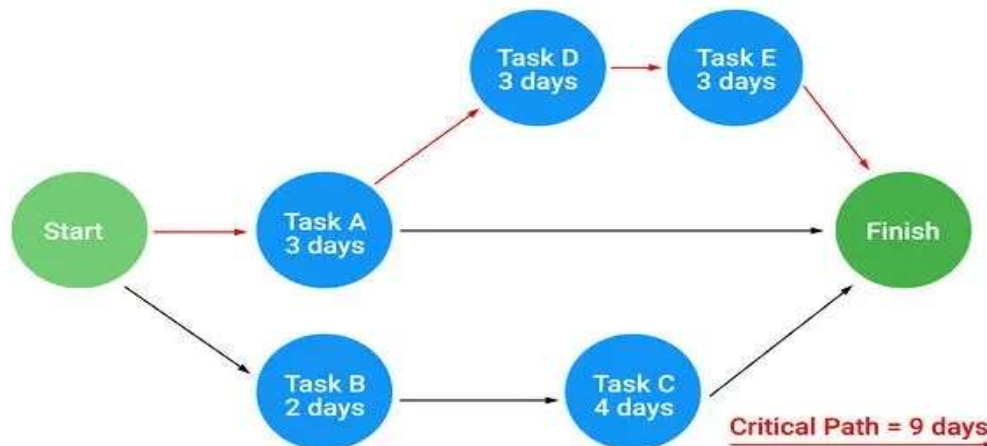 Task D
3 days
Task E
3 days
Start
Task A
3 days
Finish
Task B
2 days
Task C
4 days
Critical Path = 9 days